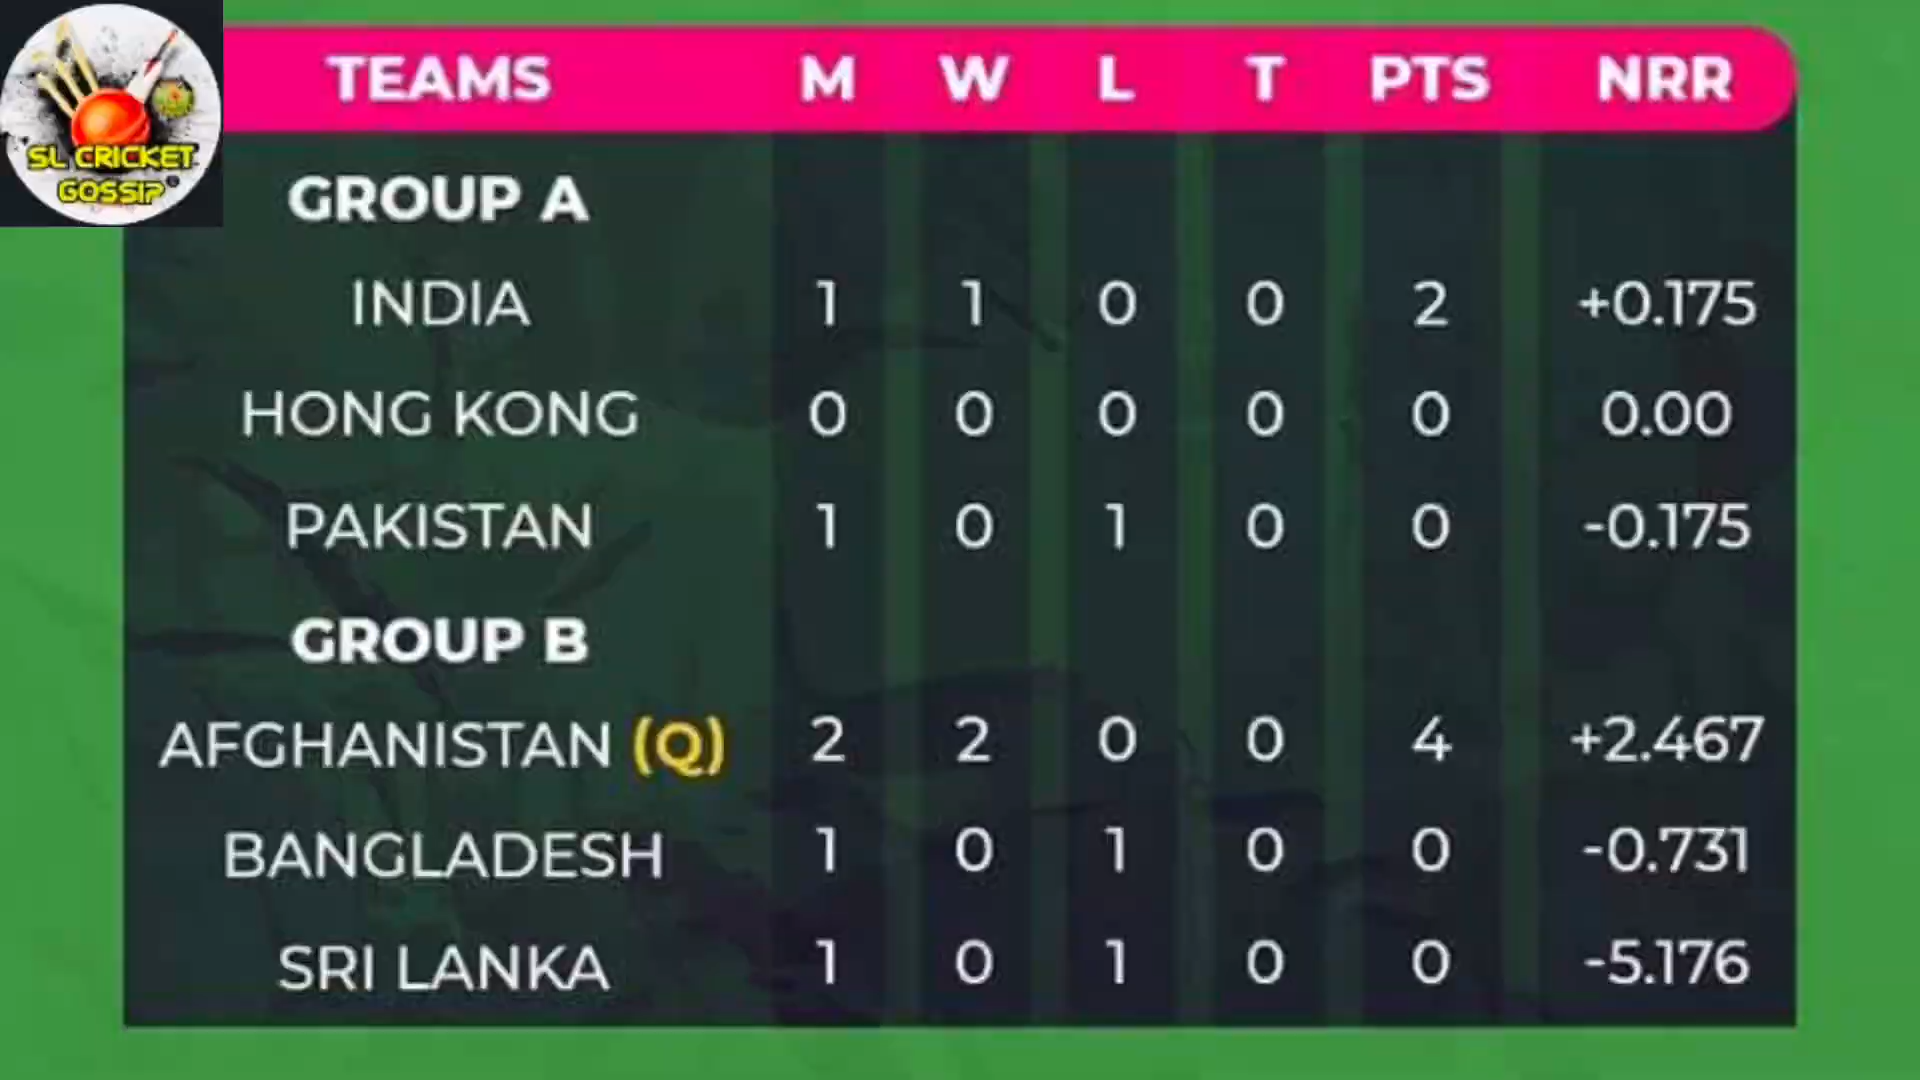 SL CRICKET
GOSSIP
TEAMS M W L T PTS NRR
GROUP A
INDIA 1 1 0 0 2 +0.175
HONG KONG 0 0 0 0 0 0.00
PAKISTAN 1 0 1 0 0 -0.175
GROUP B
AFGHANISTAN (Q) 2 2 0 0 4 +2.467
BANGLADESH 1 0 1 0 0 -0.731
SRI LANKA 1 0 1 0 0 -5.176